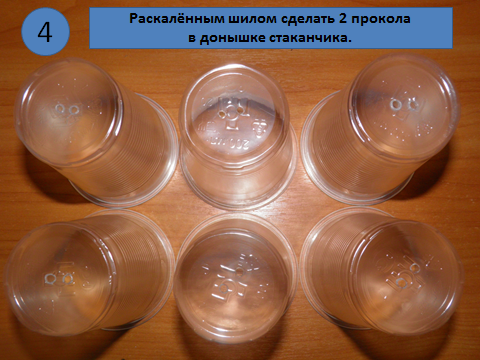 4
Раскалённым шилом сделать 2 прокола
в донышке стаканчика.